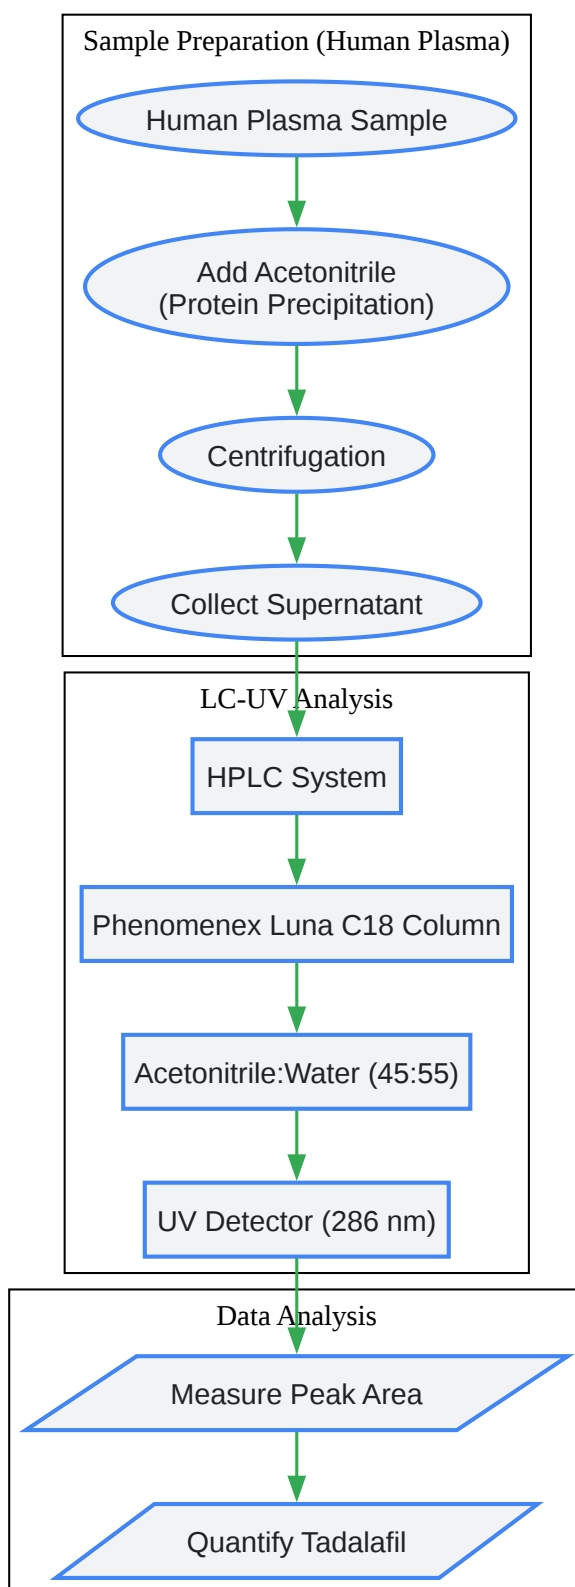 Sample Preparation (Human Plasma)
Human Plasma Sample
Add Acetonitrile
(Protein Precipitation)
Centrifugation
Collect Supernatant
LC-UV Analysis
HPLC System
Phenomenex Luna C18 Column
Acetonitrile:Water (45:55)
UV Detector (286 nm)
Data Analysis
Measure Peak Area
Quantify Tadalafil